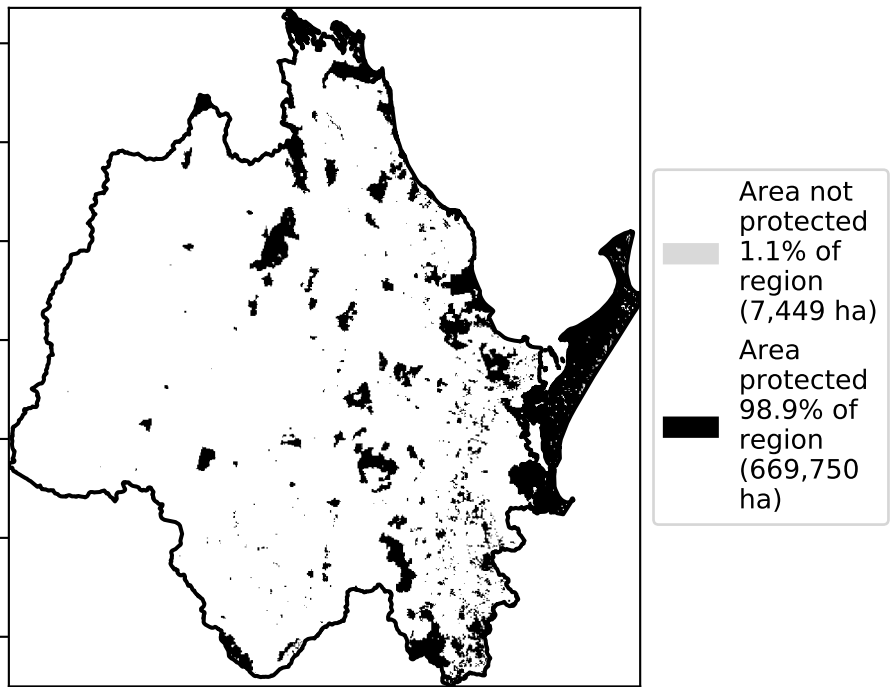 Area not
protected
1.1% of
region
(7,449 ha)
Area
protected
98.9% of
region
(669,750
ha)